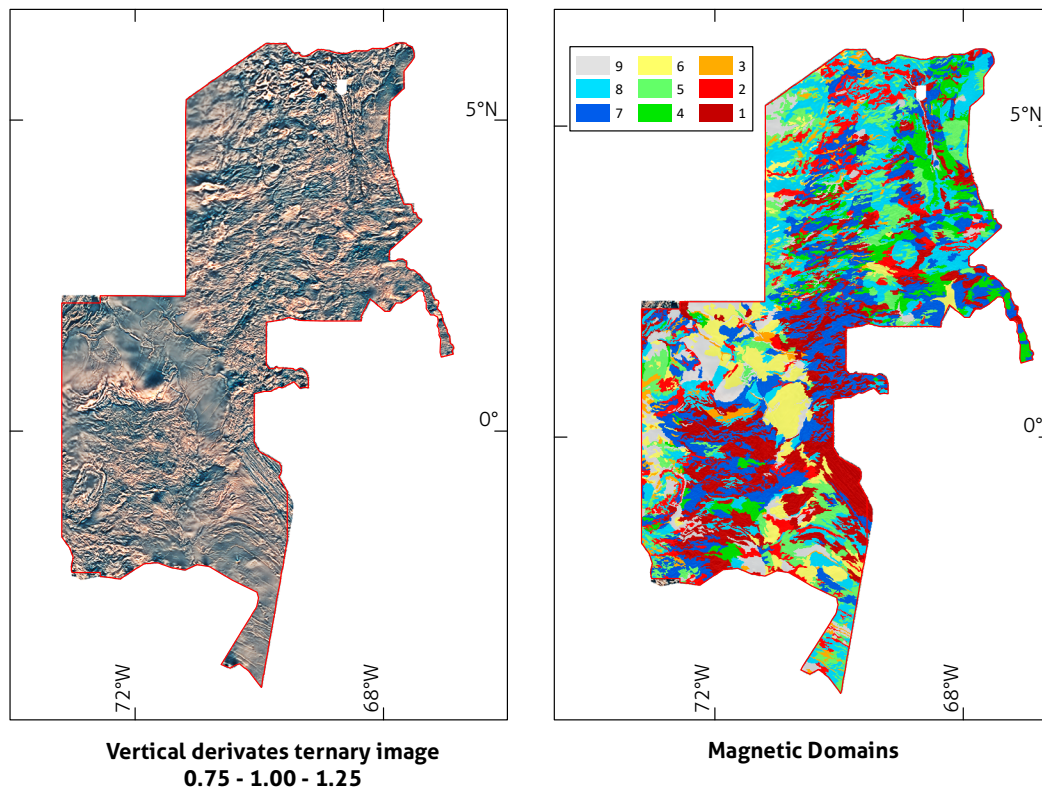 5°N
0°
72°W
68°W
Vertical derivates ternary image
0.75 - 1.00 - 1.25
9 6 3
8 5 2
7 4 1
5°N
0°
72°W
68°W
Magnetic Domains